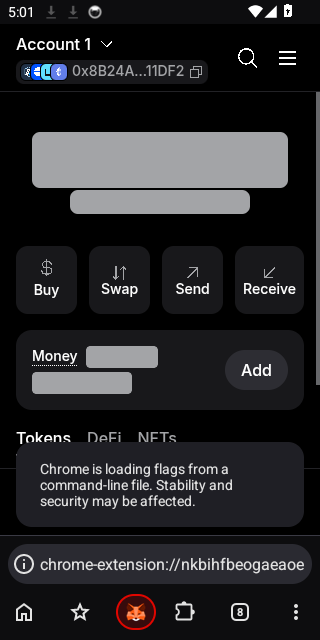 5:01
Account 1
0x8B24A...11DF2
Buy
Swap
Send
Receive
Money
Add
Tokens DeFi NFTs
Chrome is loading flags from a
command-line file. Stability and
security may be affected.
chrome-extension://nkbihfbeogaeaoe
8